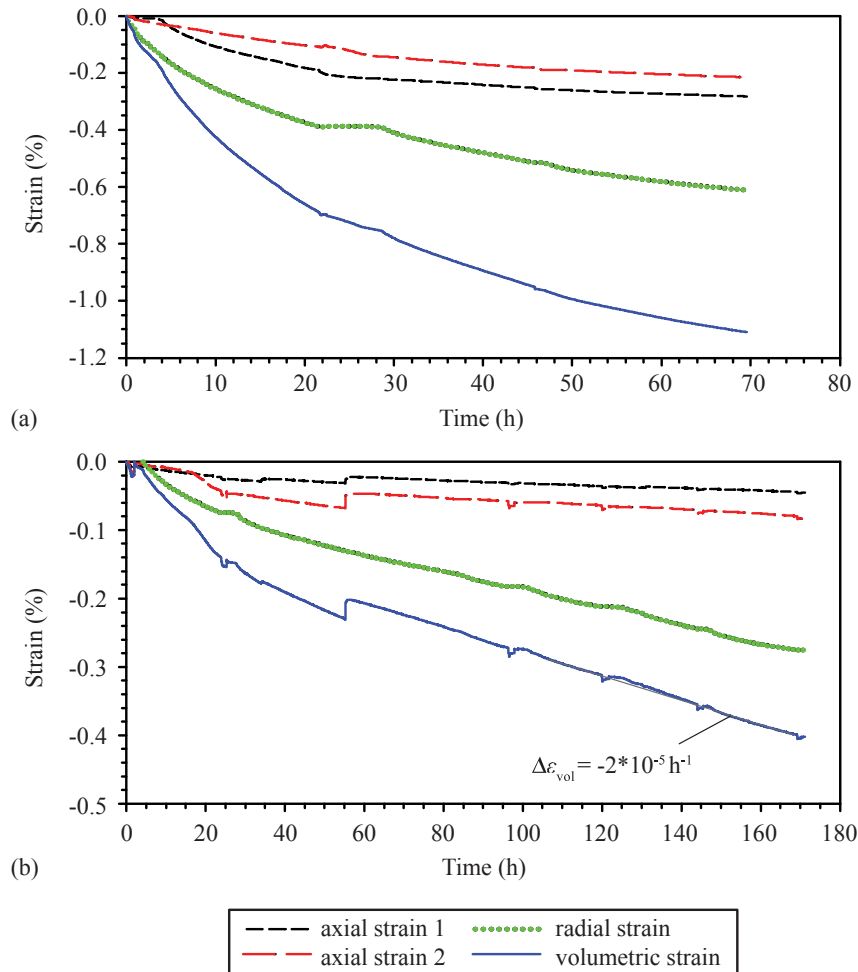 0.0
-0.2
-0.4
-0.6
-0.8
-1.0
-1.2
Strain (%)
0 10 20 30 40 50 60 70 80
Time (h)
(a)
0.0
-0.1
-0.2
-0.3
-0.4
-0.5
Strain (%)
Δεvol = -2*10-5 h-1
0 20 40 60 80 100 120 140 160 180
Time (h)
(b)
axial strain 1 radial strain
axial strain 2 volumetric strain